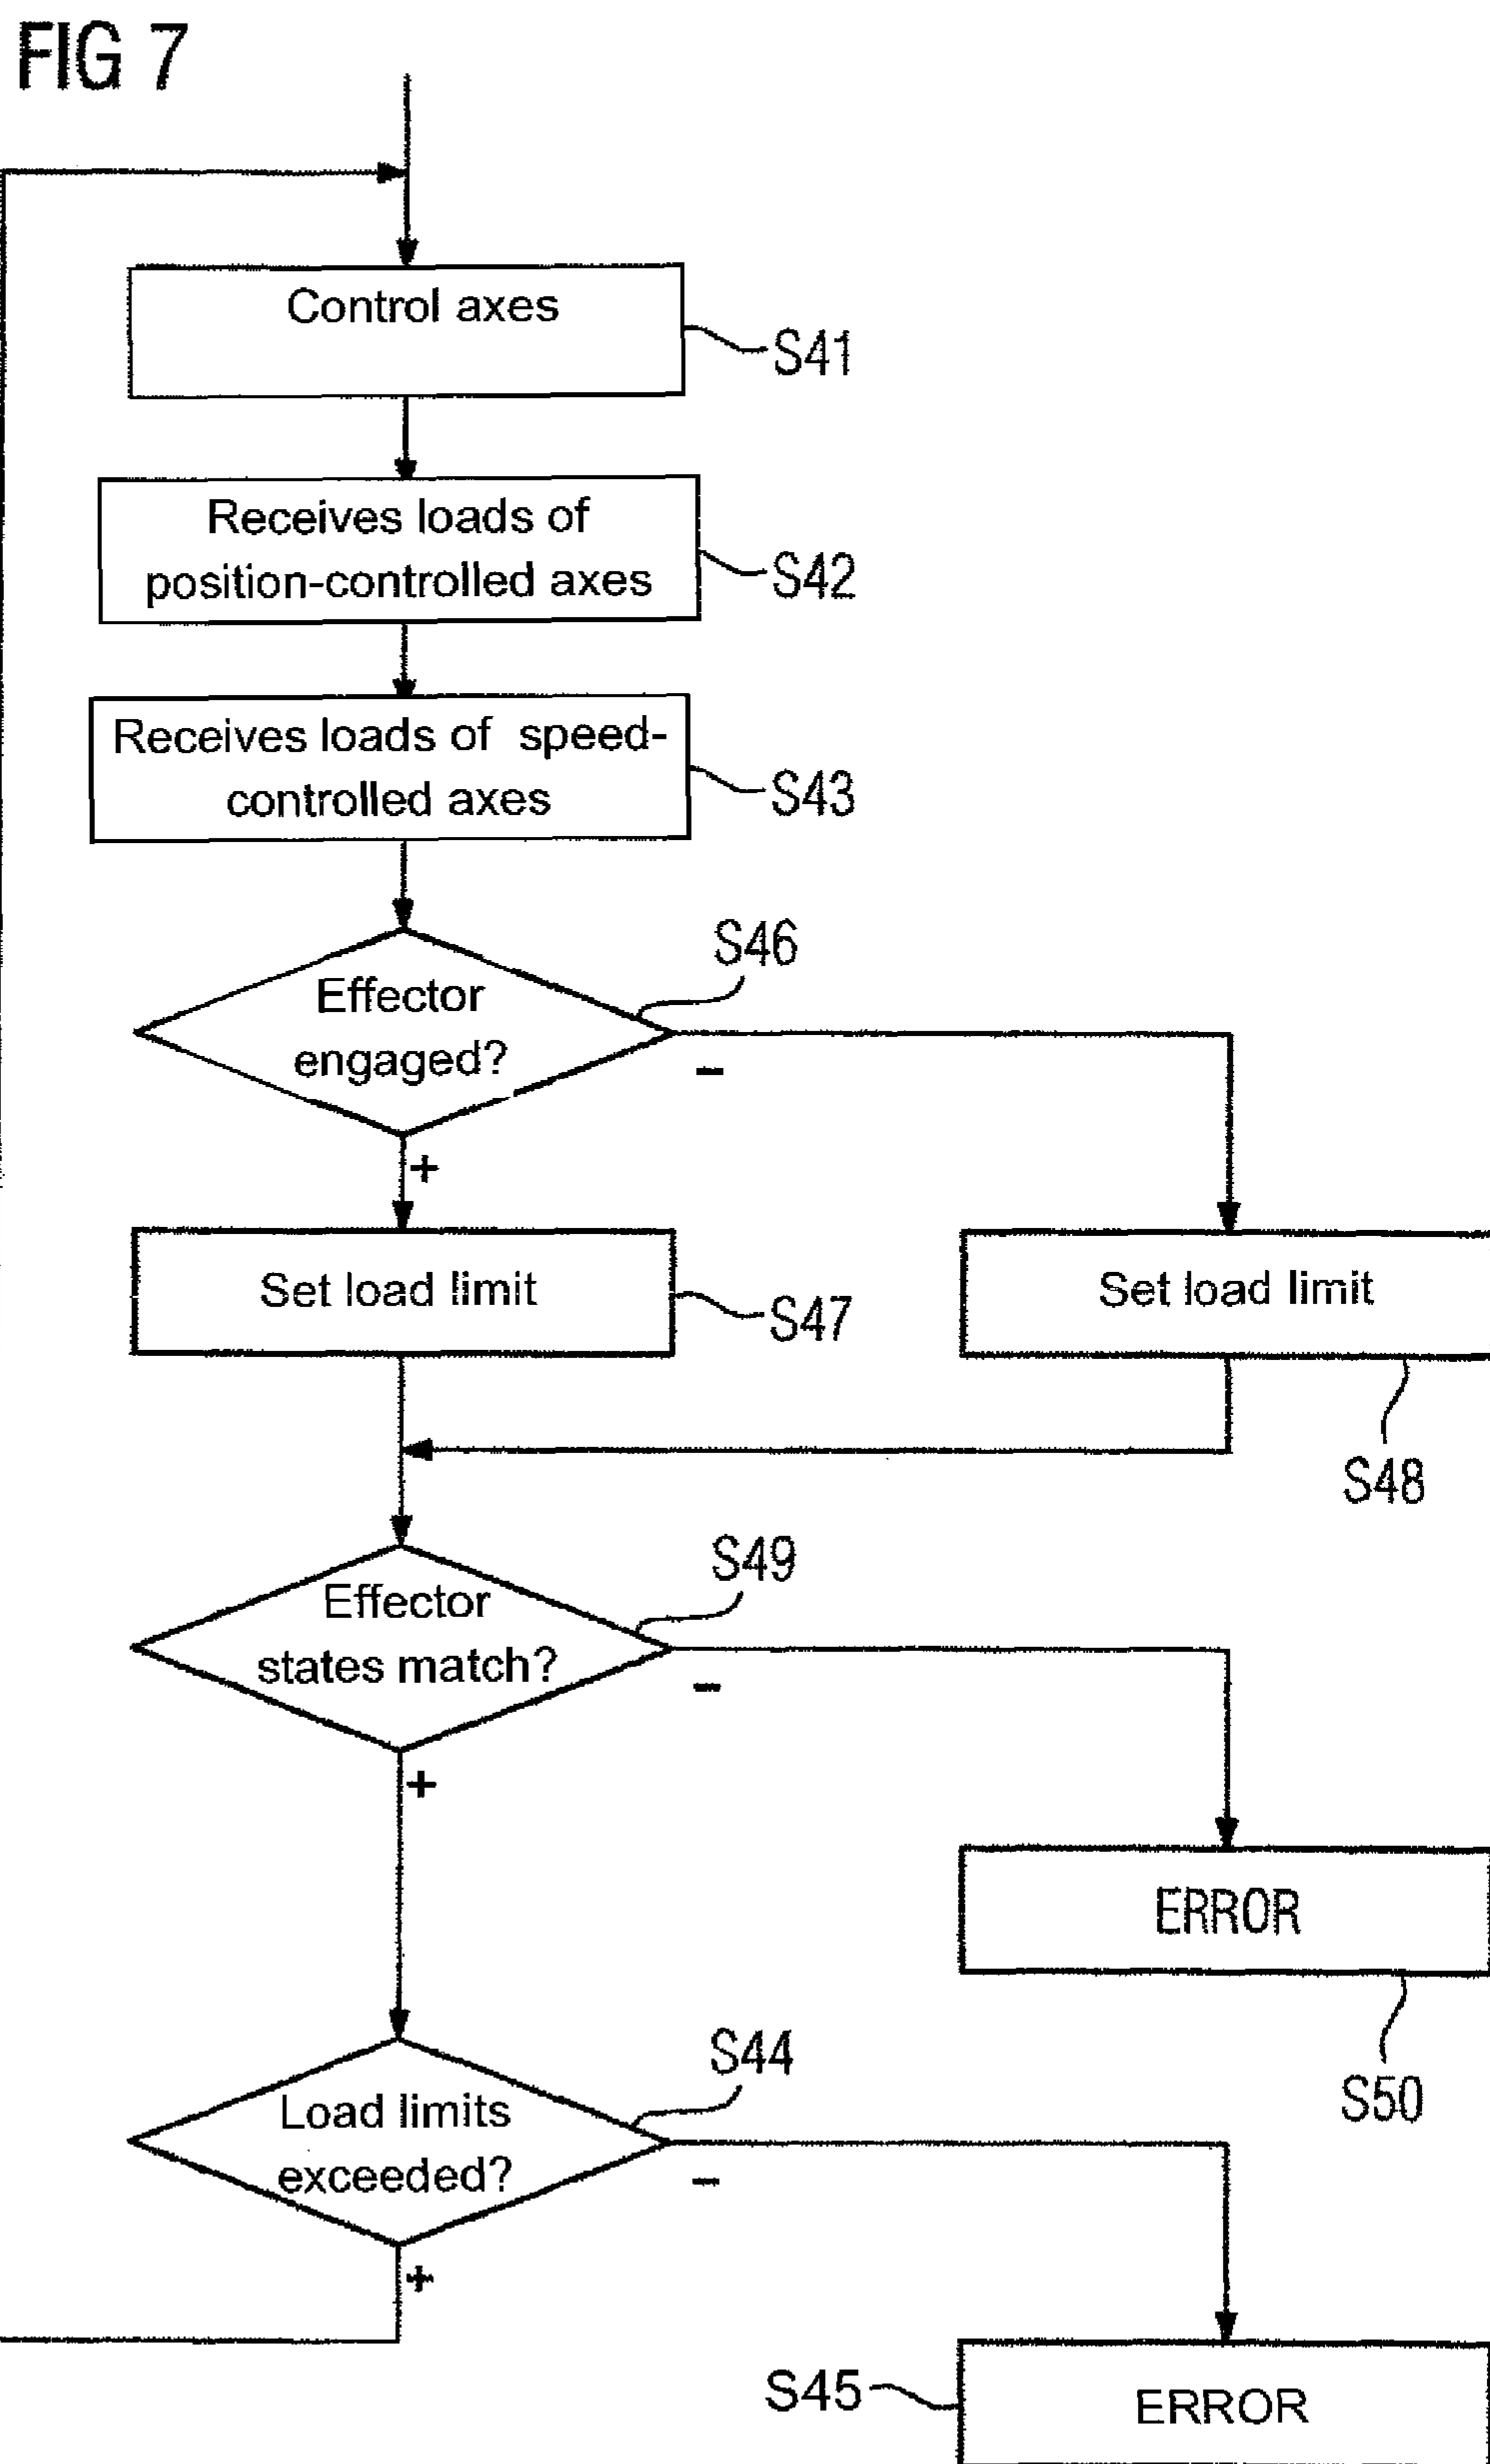 FIG 7
Control axes
S41
Receives loads of
position-controlled axes
S42
Receives loads of speed-
controlled axes
S43
S46
Effector
engaged?
-
+
Set load limit
S47
Set load limit
S48
S49
Effector
states match?
-
+
ERROR
S50
S44
Load limits
exceeded?
-
+
S45
ERROR